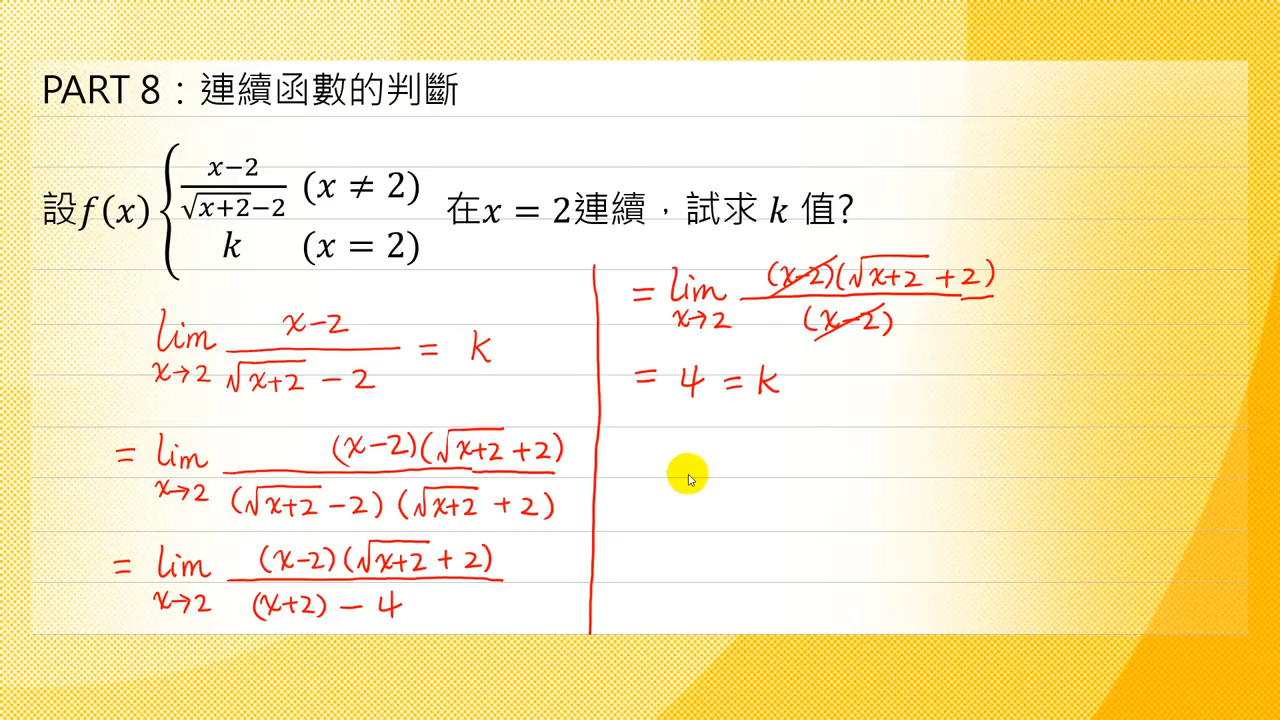 PART 8：連續函數的判斷
設f(x) { x−2 / √x+2−2 (x ≠ 2)
k (x = 2)
在x = 2連續，試求 k 值?
lim x→2 x−2 / √x+2 − 2 = k
= lim x→2 (x−2)(√x+2 + 2) / (√x+2 − 2)(√x+2 + 2)
= lim x→2 (x−2)(√x+2 + 2) / (x+2) − 4
= lim x→2 (x−2)(√x+2 + 2) / (x−2)
= 4 = k